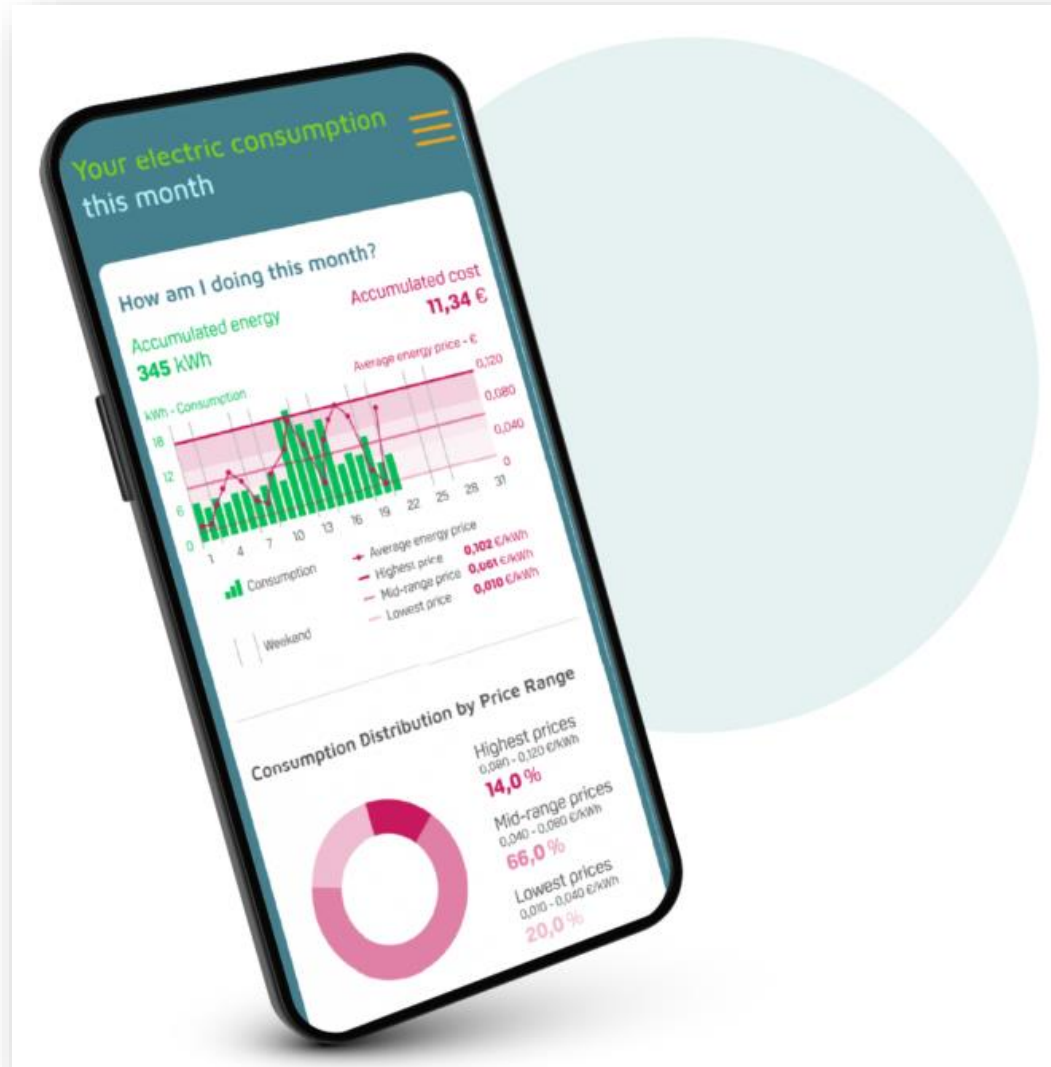 Your electric consumption
this month
How am I doing this month?
Accumulated energy
345 kWh
Accumulated cost
11,34 €
kWh - Consumption
Average energy price - €
18
12
6
0
0,120
0,080
0,040
0
1 4 7 10 13 16 19 22 25 28 31
Consumption
Weekand
Average energy price
Highest price 0,102 €/kWh
Mid-range price 0,061 €/kWh
Lowest price 0,010 €/kWh
Consumption Distribution by Price Range
Highest prices
0,080 - 0,120 €/kWh
14,0 %
Mid-range prices
0,040 - 0,080 €/kWh
66,0 %
Lowest prices
0,010 - 0,040 €/kWh
20,0 %